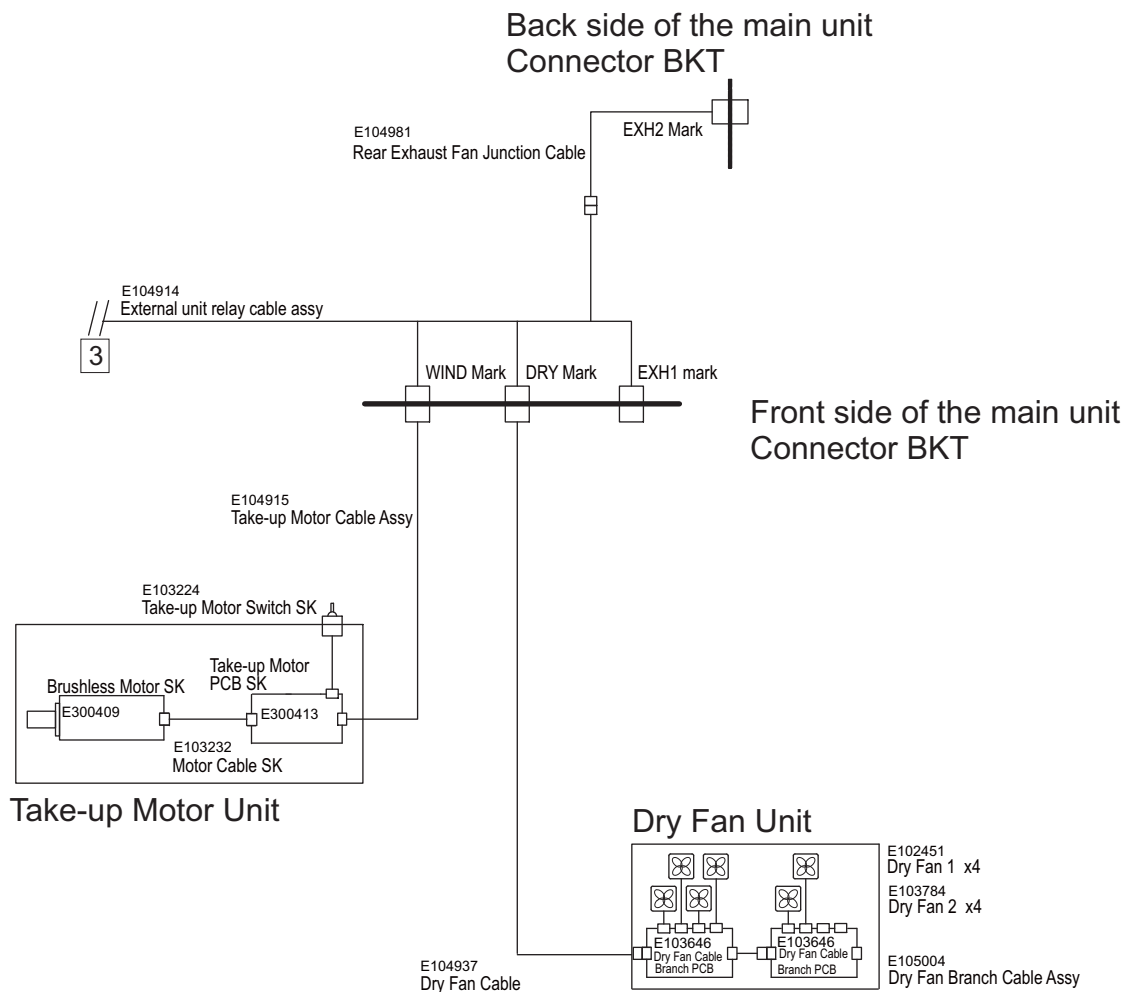 Back side of the main unit
Connector BKT
EXH2 Mark
E104981
Rear Exhaust Fan Junction Cable
E104914
External unit relay cable assy
3
WIND Mark
DRY Mark
EXH1 mark
Front side of the main unit
Connector BKT
E104915
Take-up Motor Cable Assy
E103224
Take-up Motor Switch SK
Take-up Motor
PCB SK
Brushless Motor SK
E300409
E300413
E103232
Motor Cable SK
Take-up Motor Unit
Dry Fan Unit
E102451
Dry Fan 1 x4
E103784
Dry Fan 2 x4
E103646
Dry Fan Cable
Branch PCB
E103646
Dry Fan Cable
Branch PCB
E105004
Dry Fan Branch Cable Assy
E104937
Dry Fan Cable